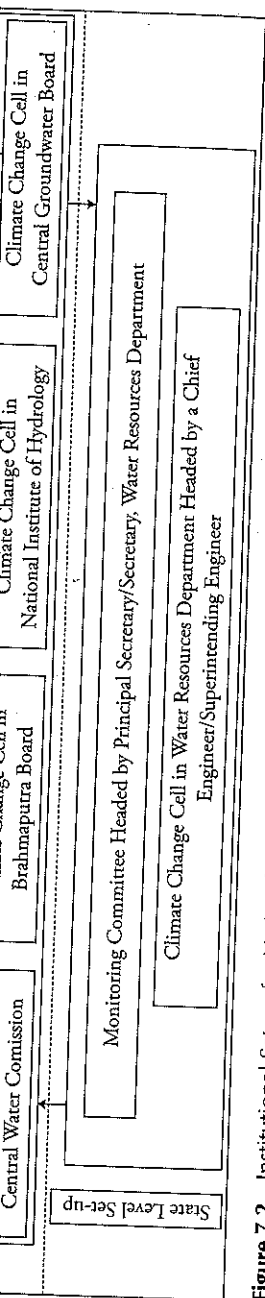 Central Water Comission
Change Cell in
Brahmaputra Board
Climate Change Cell in
National Institute of Hydrology
Climate Change Cell in
Central Groundwater Board
State Level Set-up
Monitoring Committee Headed by Principal Secretary/Secretary, Water Resources Department
Climate Change Cell in Water Resources Department Headed by a Chief
Engineer/Superintending Engineer
Figure 7.2 Institutional Set-up for